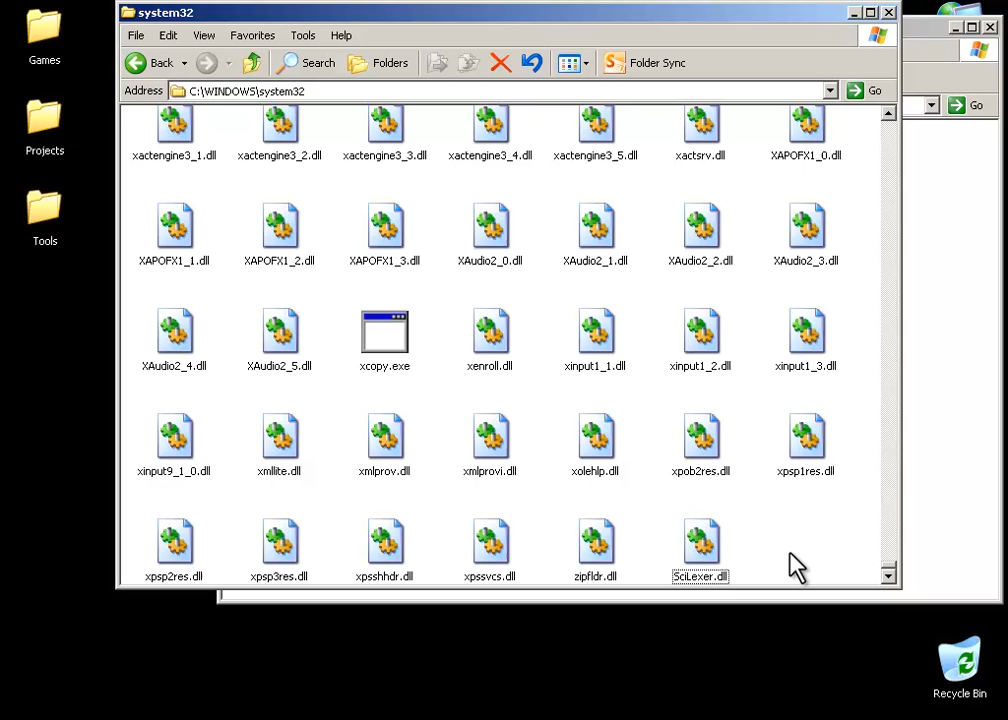 Games
Projects
Tools
system32
File Edit View Favorites Tools Help
Back Search Folders Folder Sync
Address C:\WINDOWS\system32 Go
Go
xactengine3_1.dll xactengine3_2.dll xactengine3_3.dll xactengine3_4.dll xactengine3_5.dll xactsrv.dll XAPOFX1_0.dll
XAPOFX1_1.dll XAPOFX1_2.dll XAPOFX1_3.dll XAudio2_0.dll XAudio2_1.dll XAudio2_2.dll XAudio2_3.dll
XAudio2_4.dll XAudio2_5.dll xcopy.exe xenroll.dll xinput1_1.dll xinput1_2.dll xinput1_3.dll
xinput9_1_0.dll xmllite.dll xmlprov.dll xmlprovi.dll xolehlp.dll xpob2res.dll xpsp1res.dll
xpsp2res.dll xpsp3res.dll xpsshhdr.dll xpssvcs.dll zipfldr.dll SciLexer.dll
Recycle Bin